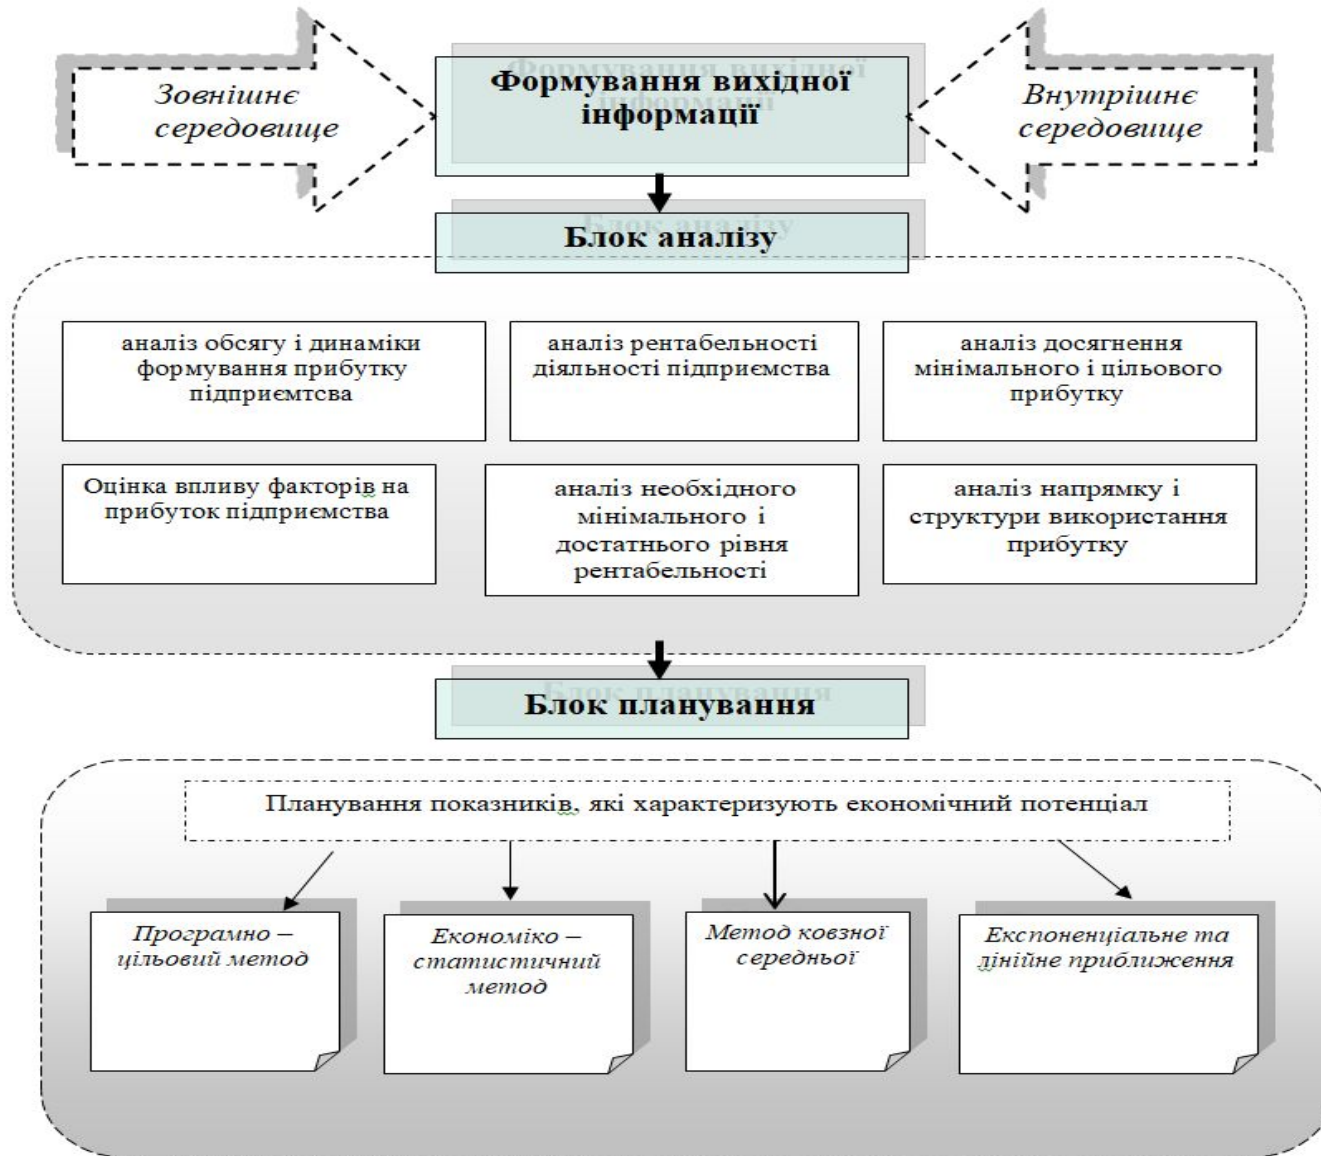 Зовнішнє
середовище
Формування вихідної
інформації
Внутрішнє
середовище
Блок аналізу
аналіз обсягу і динаміки
формування прибутку
підприємтсва
аналіз рентабельності
діяльності підприємства
аналіз досягнення
мінімального і цільового
прибутку
Оцінка впливу факторів на
прибуток підприємства
аналіз необхідного
мінімального і
достатнього рівня
рентабельності
аналіз напрямку і
структури використання
прибутку
Блок планування
Планування показників, які характеризують економічний потенціал
Програмно –
цільовий метод
Економіко –
статистичний
метод
Метод ковзної
середньої
Експоненціальне та
лінійне приближення